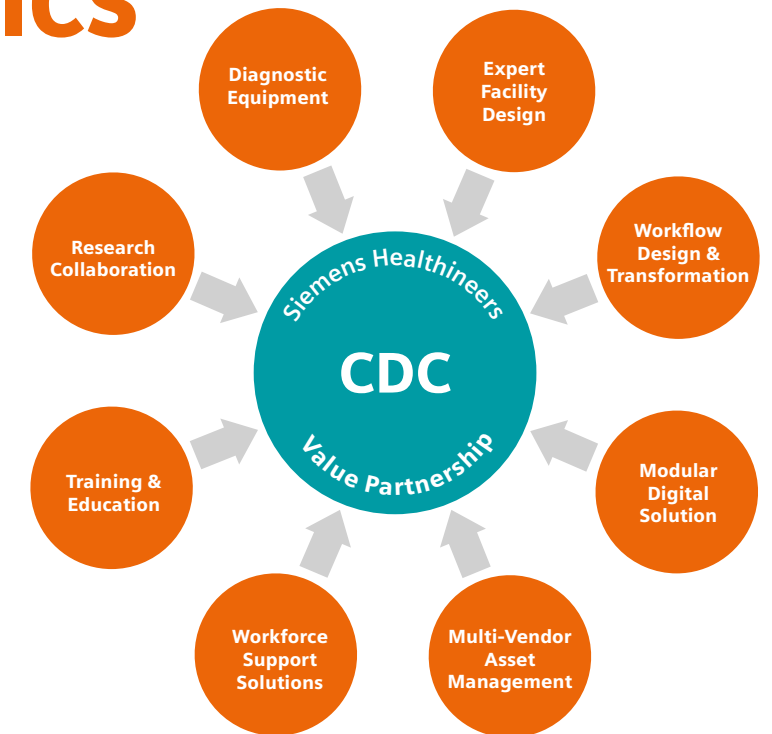 ics
Diagnostic
Equipment
Expert
Facility
Design
Research
Collaboration
Workflow
Design &
Transformation
Siemens Healthineers
CDC
Value Partnership
Training &
Education
Modular
Digital
Solution
Workforce
Support
Solutions
Multi-Vendor
Asset
Management